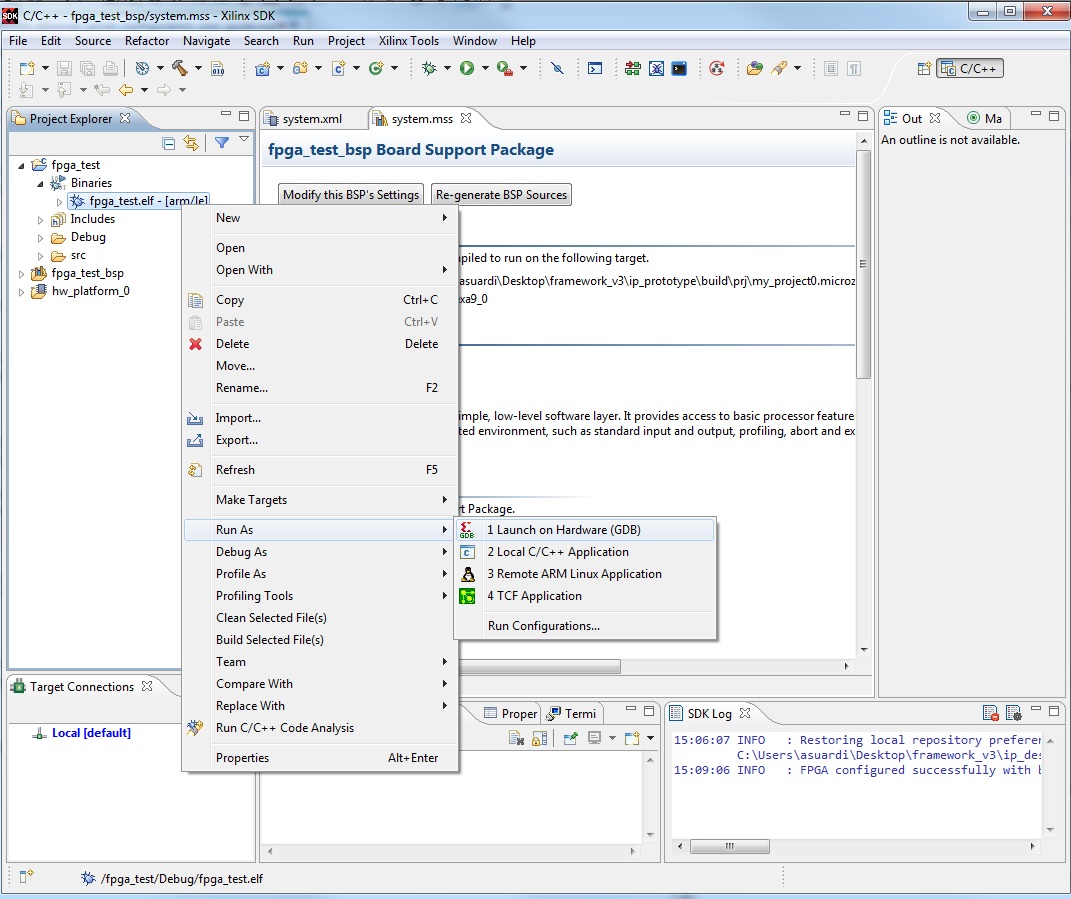 C/C++ - fpga_test_bsp/system.mss - Xilinx SDK
File Edit Source Refactor Navigate Search Run Project Xilinx Tools Window Help
C/C++
Project Explorer
fpga_test
Binaries
fpga_test.elf - [arm/le]
Includes
Debug
src
fpga_test_bsp
hw_platform_0
system.xml
system.mss
fpga_test_bsp Board Support Package
Modify this BSP's Settings
Re-generate BSP Sources
piled to run on the following target.
asuardi\Desktop\framework_v3\ip_prototype\build\prj\my_project0.microz
xa9_0
imple, low-level software layer. It provides access to basic processor feature
ted environment, such as standard input and output, profiling, abort and ex
rt Package.
Out
Ma
An outline is not available.
New
Open
Open With
Copy Ctrl+C
Paste Ctrl+V
Delete Delete
Move...
Rename... F2
Import...
Export...
Refresh F5
Make Targets
Run As
Debug As
Profile As
Profiling Tools
Clean Selected File(s)
Build Selected File(s)
Team
Compare With
Replace With
Run C/C++ Code Analysis
Properties Alt+Enter
1 Launch on Hardware (GDB)
2 Local C/C++ Application
3 Remote ARM Linux Application
4 TCF Application
Run Configurations...
Target Connections
Local [default]
Proper
Termi
SDK Log
15:06:07 INFO : Restoring local repository preferer
C:\Users\asuardi\Desktop\framework_v3\ip_des
15:09:06 INFO : FPGA configured successfully with b
/fpga_test/Debug/fpga_test.elf